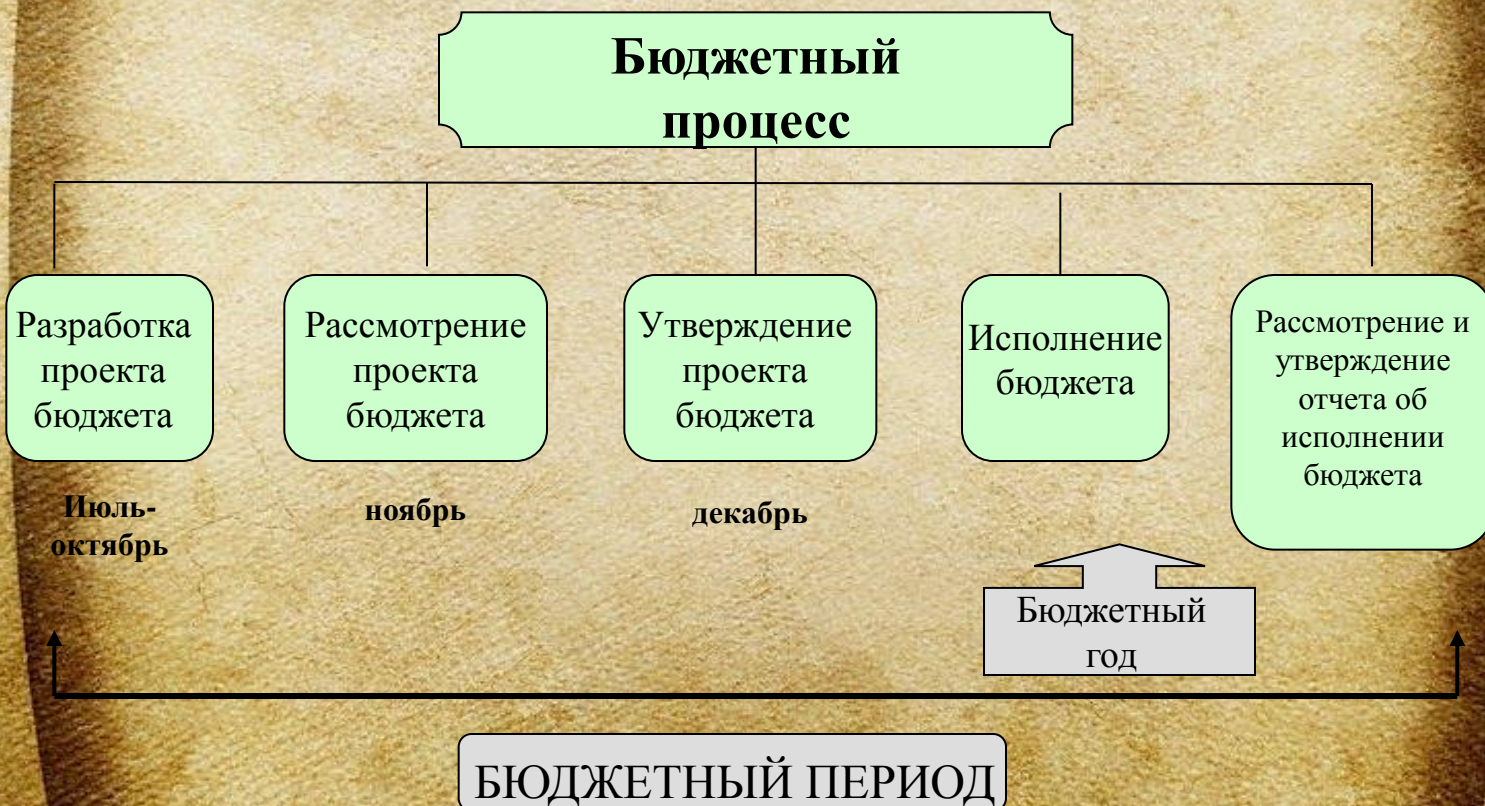 Бюджетный
процесс
Разработка
проекта
бюджета
Рассмотрение
проекта
бюджета
Утверждение
проекта
бюджета
Исполнение
бюджета
Рассмотрение и
утверждение
отчета об
исполнении
бюджета
Июль-
октябрь
ноябрь
декабрь
Бюджетный
год
БЮДЖЕТНЫЙ ПЕРИОД